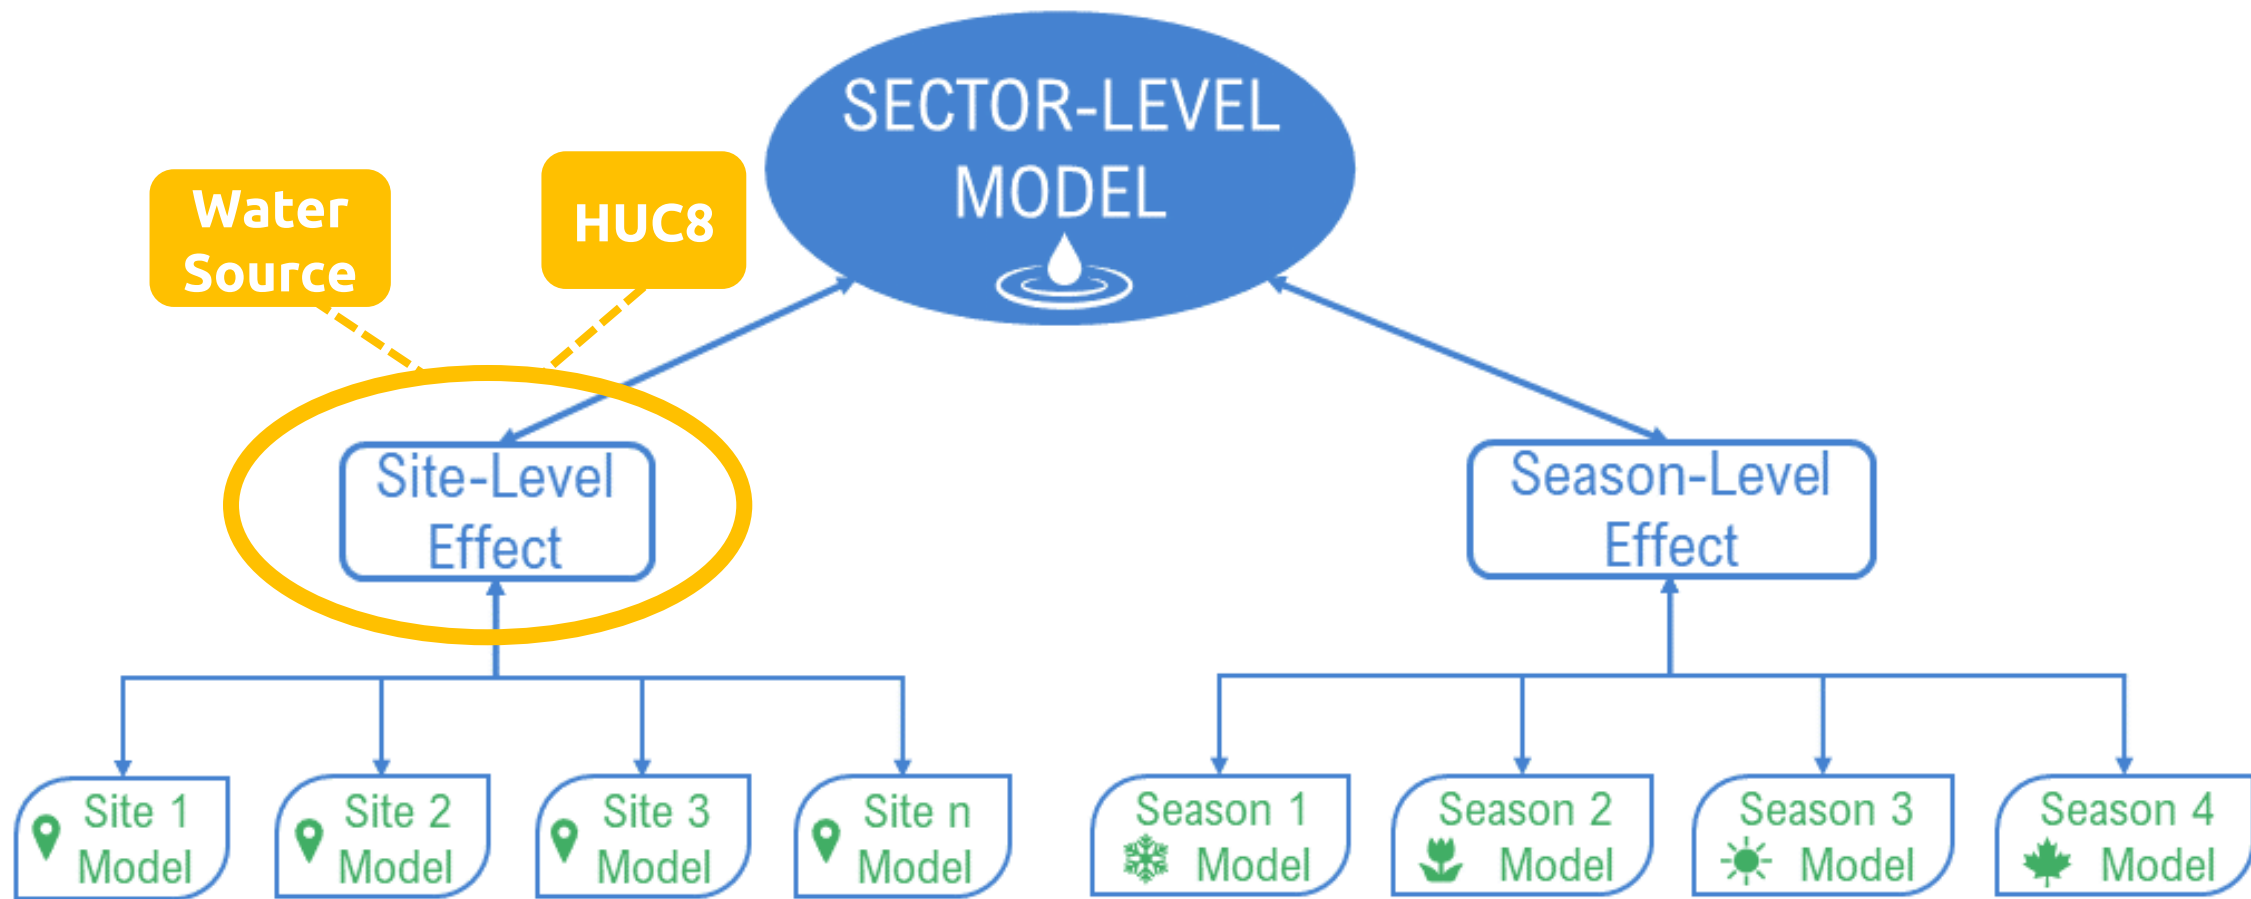 SECTOR-LEVEL
MODEL
Water
Source
HUC8
Site-Level
Effect
Season-Level
Effect
Site 1
Model
Site 2
Model
Site 3
Model
Site n
Model
Season 1
Model
Season 2
Model
Season 3
Model
Season 4
Model